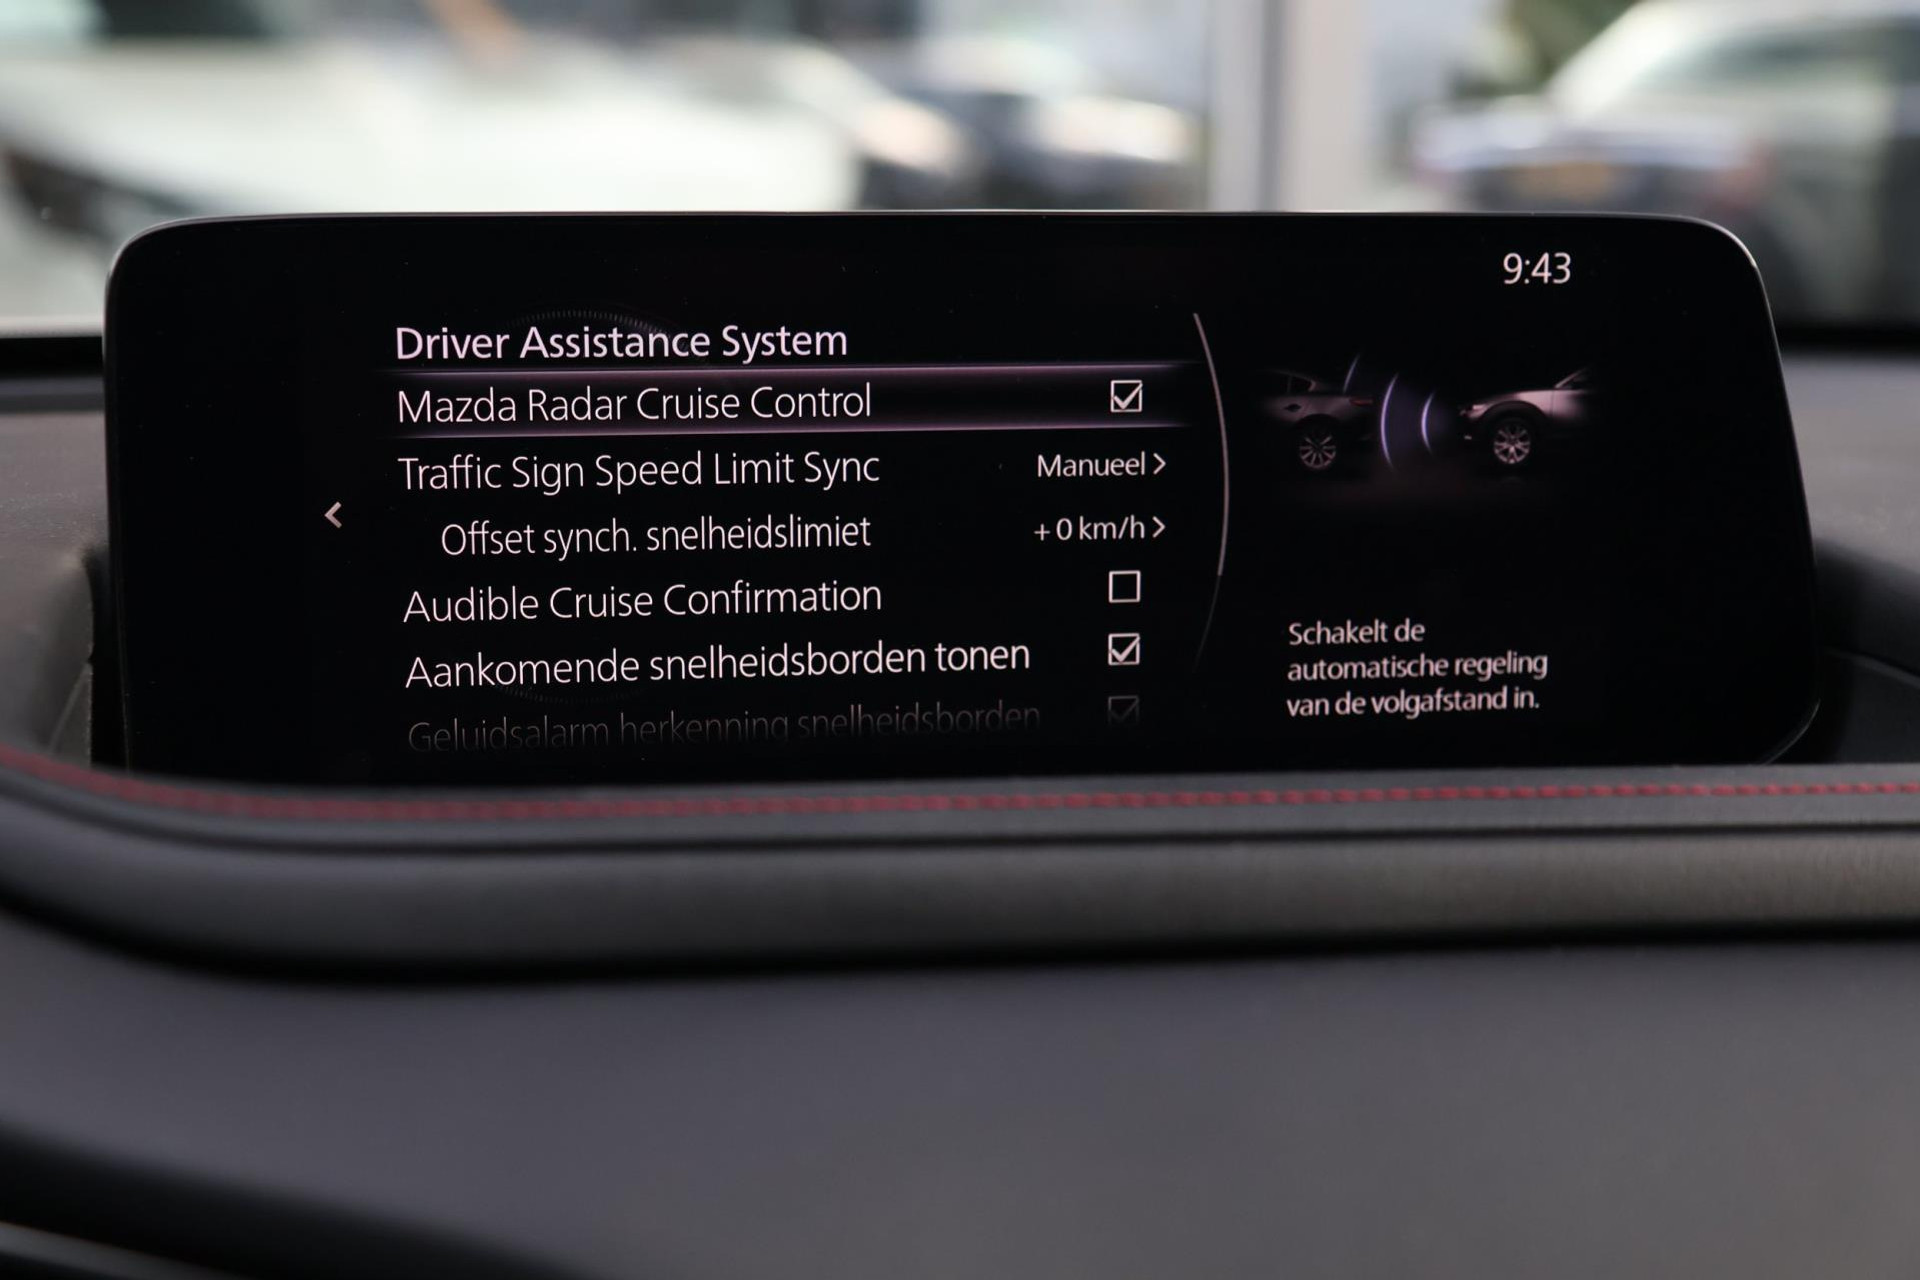 9:43
Driver Assistance System
Mazda Radar Cruise Control
Traffic Sign Speed Limit Sync Manueel >
< Offset synch. snelheidslimiet + 0 km/h >
Audible Cruise Confirmation
Aankomende snelheidsborden tonen
Geluidsalarm herkenning snelheidsborden
Schakelt de
automatische regeling
van de volgafstand in.